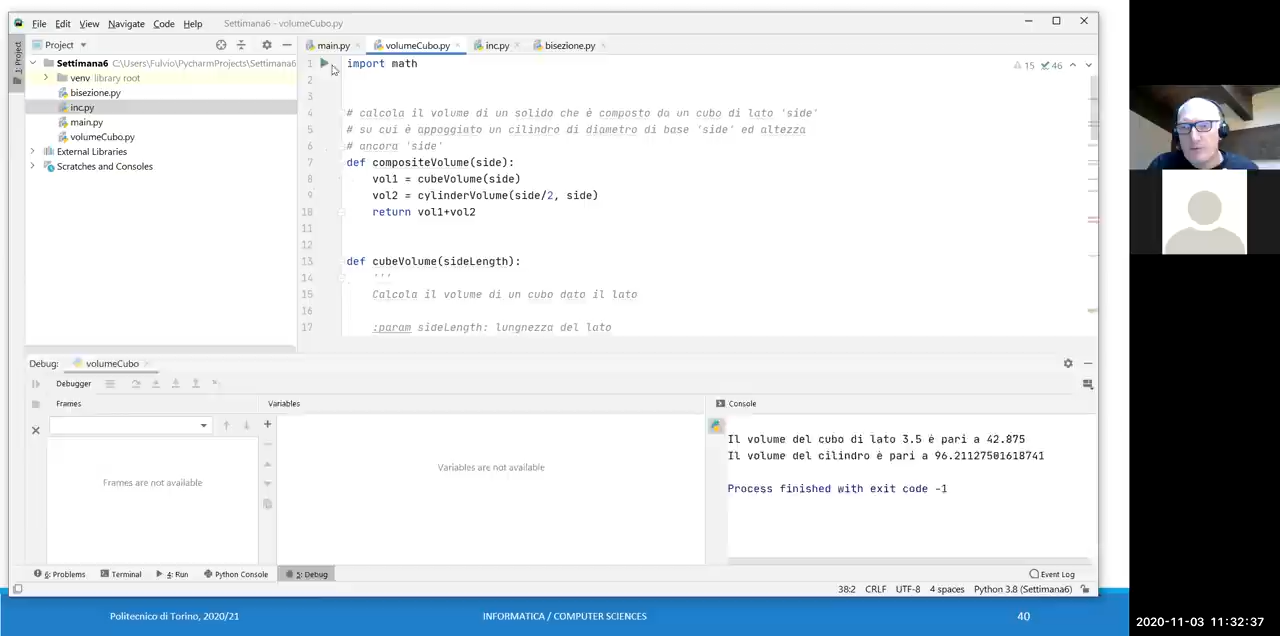 File Edit View Navigate Code Help Settimana6 - volumeCubo.py
1: Project
Project
main.py volumeCubo.py inc.py bisezione.py
Settimana6 C:\Users\Fulvio\PycharmProjects\Settimana6
venv library root
bisezione.py
inc.py
main.py
volumeCubo.py
External Libraries
Scratches and Consoles
15 46
1 import math
2
3
4 # calcola il volume di un solido che è composto da un cubo di lato 'side'
5 # su cui è appoggiato un cilindro di diametro di base 'side' ed altezza
6 # ancora 'side'
7 def compositeVolume(side):
8 vol1 = cubeVolume(side)
9 vol2 = cylinderVolume(side/2, side)
10 return vol1+vol2
11
12
13 def cubeVolume(sideLength):
14 '''
15 Calcola il volume di un cubo dato il lato
16
17 :param sideLength: lungnezza del lato
Debug: volumeCubo
Debugger
Frames Variables Console
Frames are not available
Variables are not available
Il volume del cubo di lato 3.5 è pari a 42.875
Il volume del cilindro è pari a 96.21127501618741
Process finished with exit code -1
6: Problems Terminal 4: Run Python Console 5: Debug Event Log
38:2 CRLF UTF-8 4 spaces Python 3.8 (Settimana6)
Politecnico di Torino, 2020/21 INFORMATICA / COMPUTER SCIENCES 40
2020-11-03 11:32:37